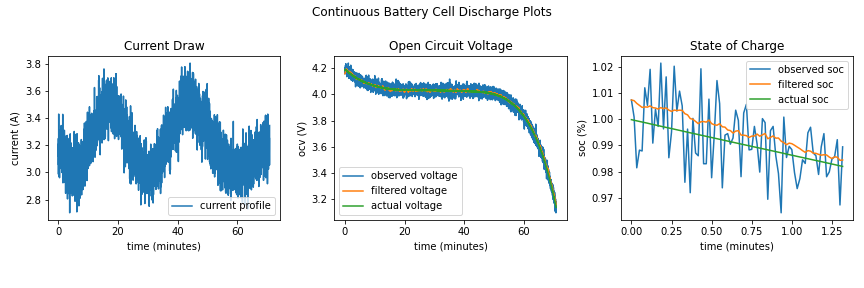 Continuous Battery Cell Discharge Plots
Current Draw
current (A)
3.8
3.6
3.4
3.2
3.0
2.8
current profile
0
20
40
60
time (minutes)
Open Circuit Voltage
ocv (V)
4.2
4.0
3.8
3.6
3.4
3.2
observed voltage
filtered voltage
actual voltage
0
20
40
60
time (minutes)
State of Charge
soc (%)
1.02
1.01
1.00
0.99
0.98
0.97
observed soc
filtered soc
actual soc
0.00
0.25
0.50
0.75
1.00
1.25
time (minutes)